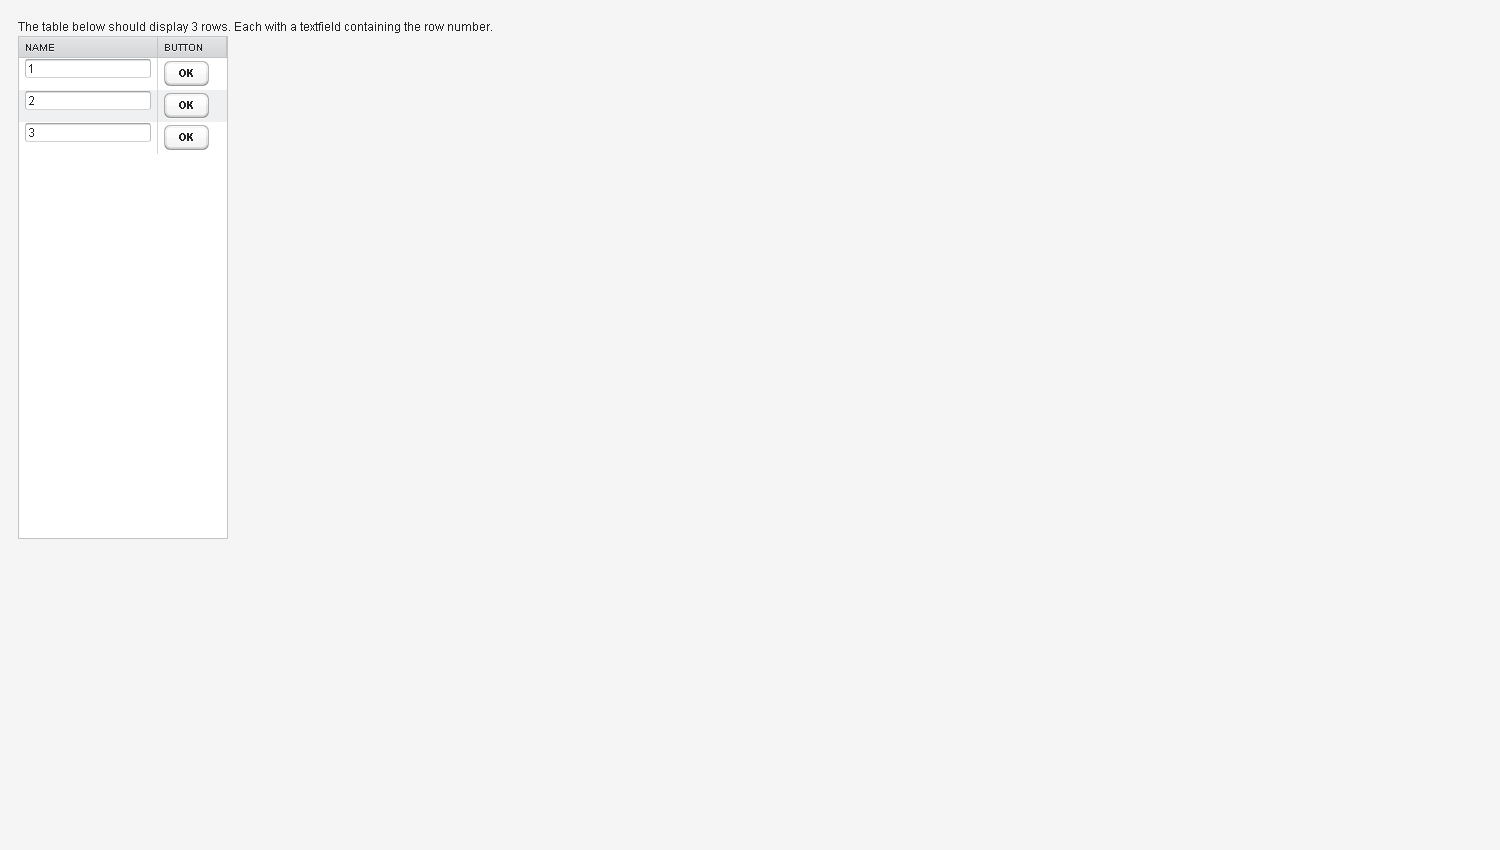 The table below should display 3 rows. Each with a textfield containing the row number.
NAME BUTTON
1 OK
2 OK
3 OK